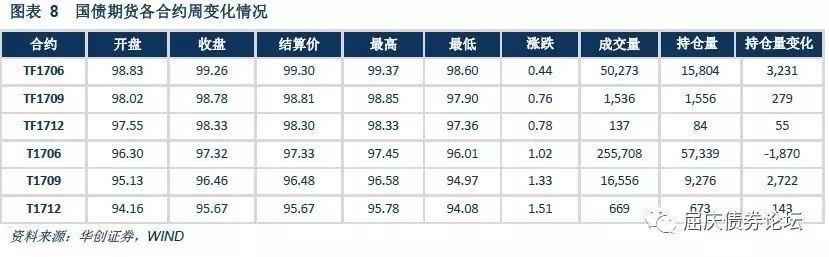 图表 8 国债期货各合约周变化情况
合约 开盘 收盘 结算价 最高 最低 涨跌 成交量 持仓量 持仓量变化
TF1706 98.83 99.26 99.30 99.37 98.60 0.44 50,273 15,804 3,231
TF1709 98.02 98.78 98.81 98.85 97.90 0.76 1,536 1,556 279
TF1712 97.55 98.33 98.30 98.33 97.36 0.78 137 84 55
T1706 96.30 97.32 97.33 97.45 96.01 1.02 255,708 57,339 -1,870
T1709 95.13 96.46 96.48 96.58 94.97 1.33 16,556 9,276 2,722
T1712 94.16 95.67 95.67 95.78 94.08 1.51 669 673 143
屈庆债券论坛
资料来源：华创证券，WIND